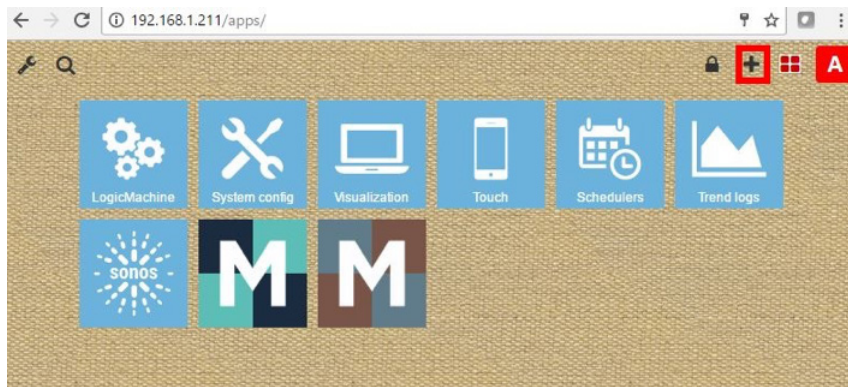 192.168.1.211/apps/
A
LogicMachine
System config
Visualization
Touch
Schedulers
Trend logs
sonos
M
M